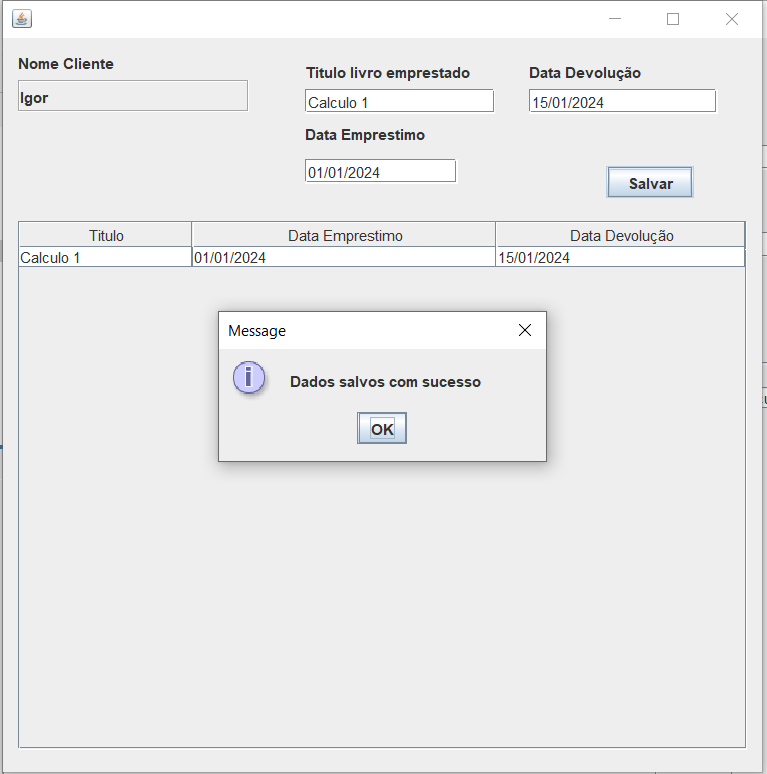 Nome Cliente
Igor
Titulo livro emprestado
Calculo 1
Data Devolução
15/01/2024
Data Emprestimo
01/01/2024
Salvar
Titulo Data Emprestimo Data Devolução
Calculo 1 01/01/2024 15/01/2024
Message
Dados salvos com sucesso
OK